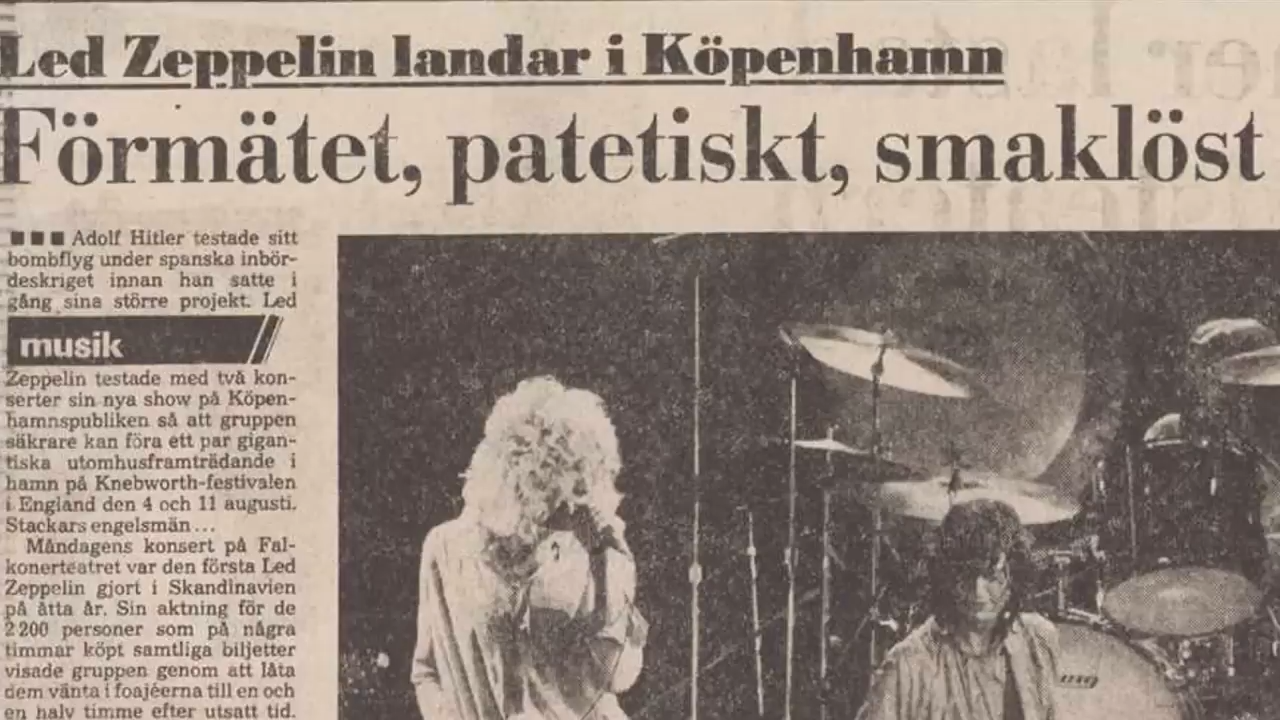 Led Zeppelin landar i Köpenhamn
Förmätet, patetiskt, smaklöst
■■■ Adolf Hitler testade sitt
bombflyg under spanska inbör-
deskriget innan han satte i
gång sina större projekt. Led
musik
Zeppelin testade med två kon-
serter sin nya show på Köpen-
hamnspubliken så att gruppen
säkrare kan föra ett par gigan-
tiska utomhusframträdande i
hamn på Knebworth-festivalen
i England den 4 och 11 augusti.
Stackars engelsmän...
Måndagens konsert på Fal-
konerteatret var den första Led
Zeppelin gjort i Skandinavien
på åtta år. Sin aktning för de
2 200 personer som på några
timmar köpt samtliga biljetter
visade gruppen genom att låta
dem vänta i foajéerna till en och
en halv timme efter utsatt tid.